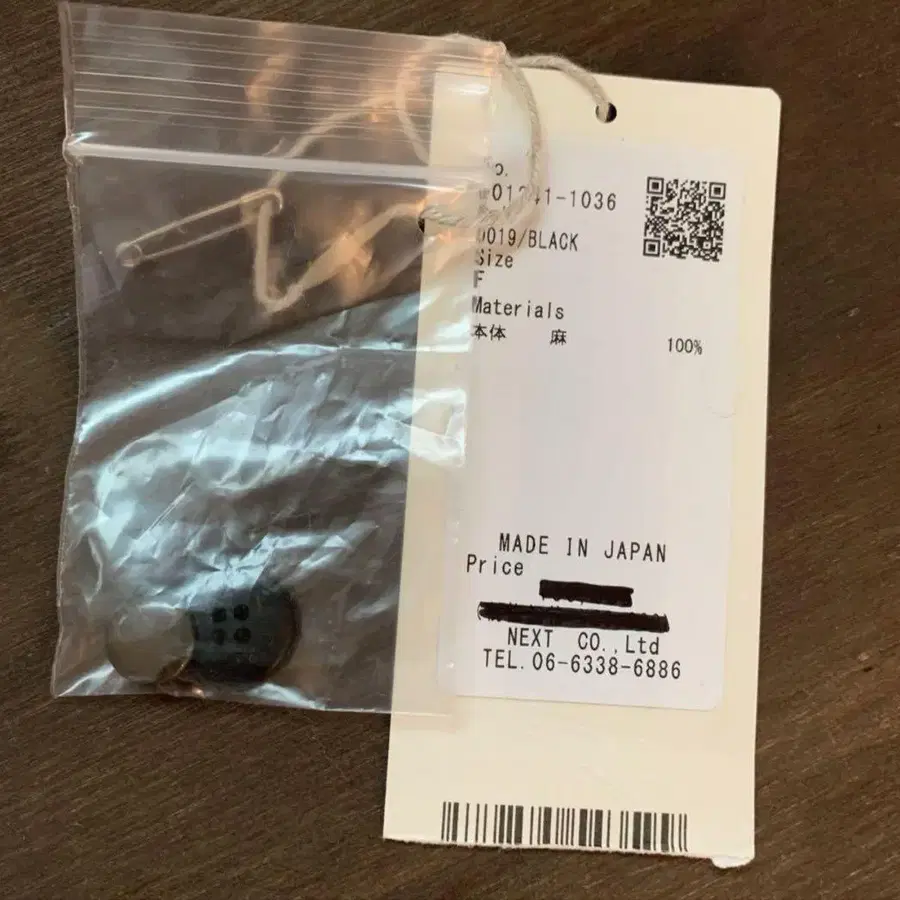 1036
0019/BLACK
Size
F
Materials
本体 麻 100%
MADE IN JAPAN
Price
NEXT CO.,Ltd
TEL.06-6338-6886